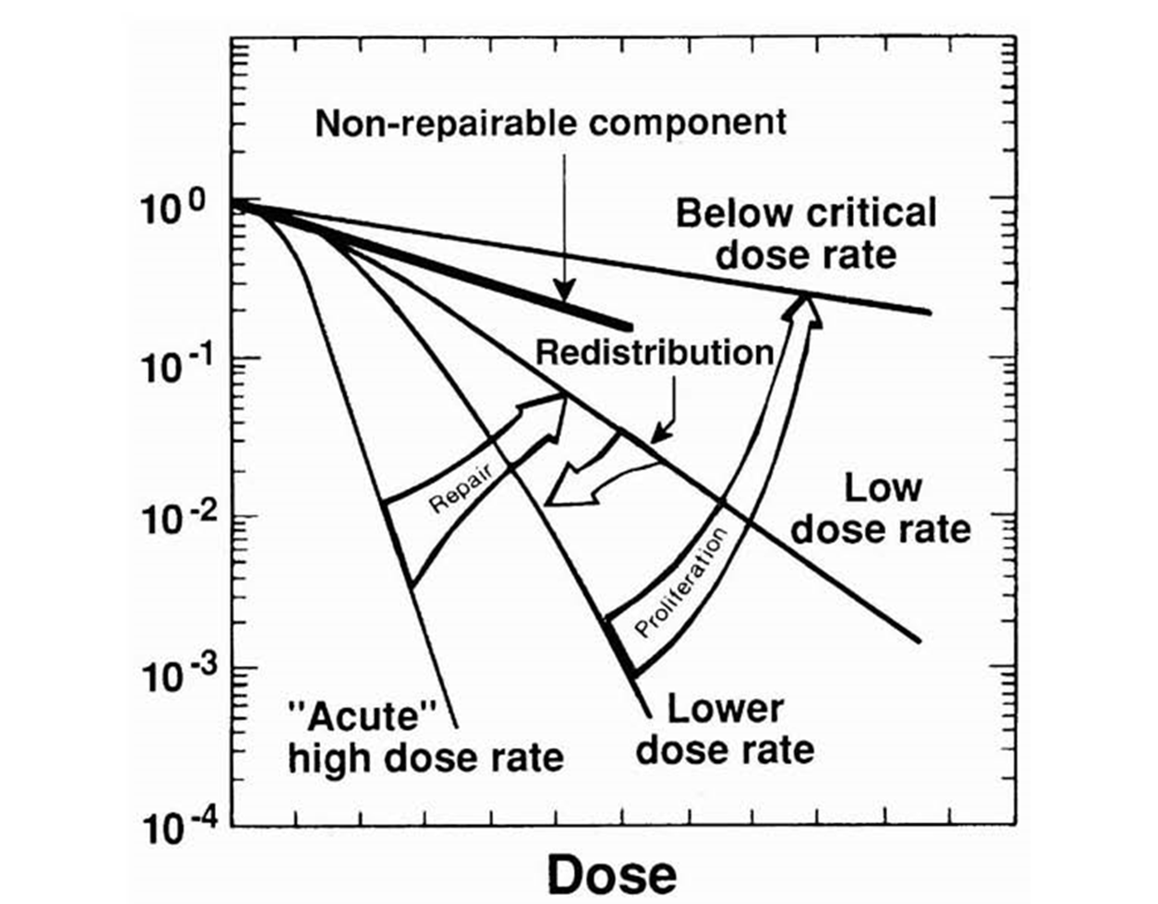 Non-repairable component
10⁰
Below critical
dose rate
10⁻¹
Redistribution
Repair
10⁻²
Low
dose rate
Proliferation
10⁻³
"Acute"
high dose rate
Lower
dose rate
10⁻⁴
Dose